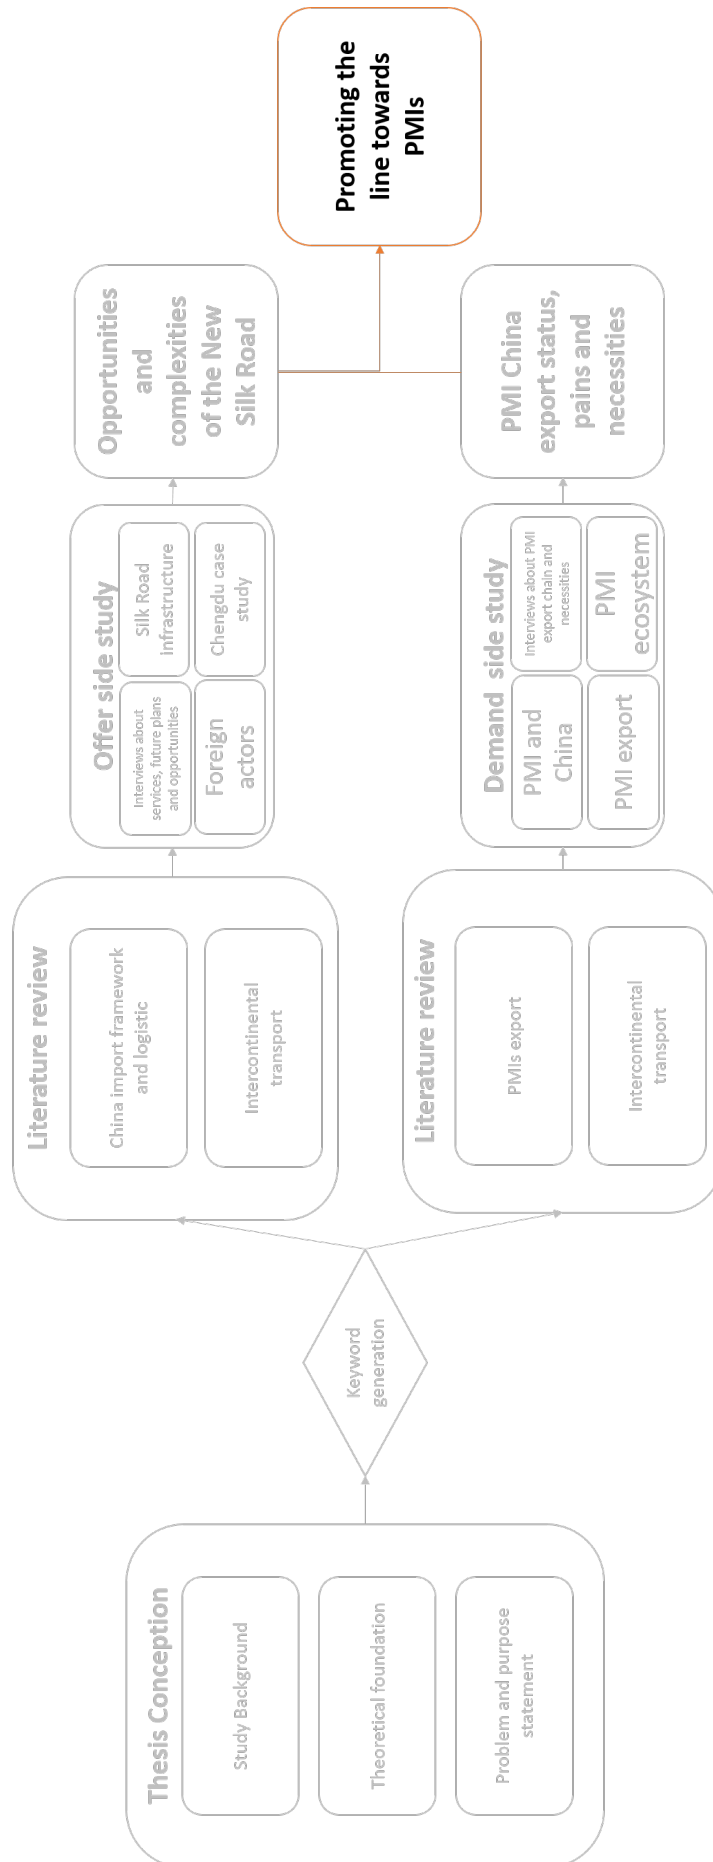 Thesis Conception
Study Background
Theoretical foundation
Problem and purpose
statement
Keyword
generation
Literature review
China import framework
and logistic
Intercontinental
transport
Literature review
PMIs export
Intercontinental
transport
Offer side study
Interviews about
services, future plans
and opportunities
Silk Road
infrastructure
Foreign
actors
Chengdu case
study
Demand side study
PMI and
China
Interviews about PMI
export chain and
necessities
PMI export
PMI
ecosystem
Opportunities
and
complexities
of the New
Silk Road
PMI China
export status,
pains and
necessities
Promoting the
line towards
PMIs